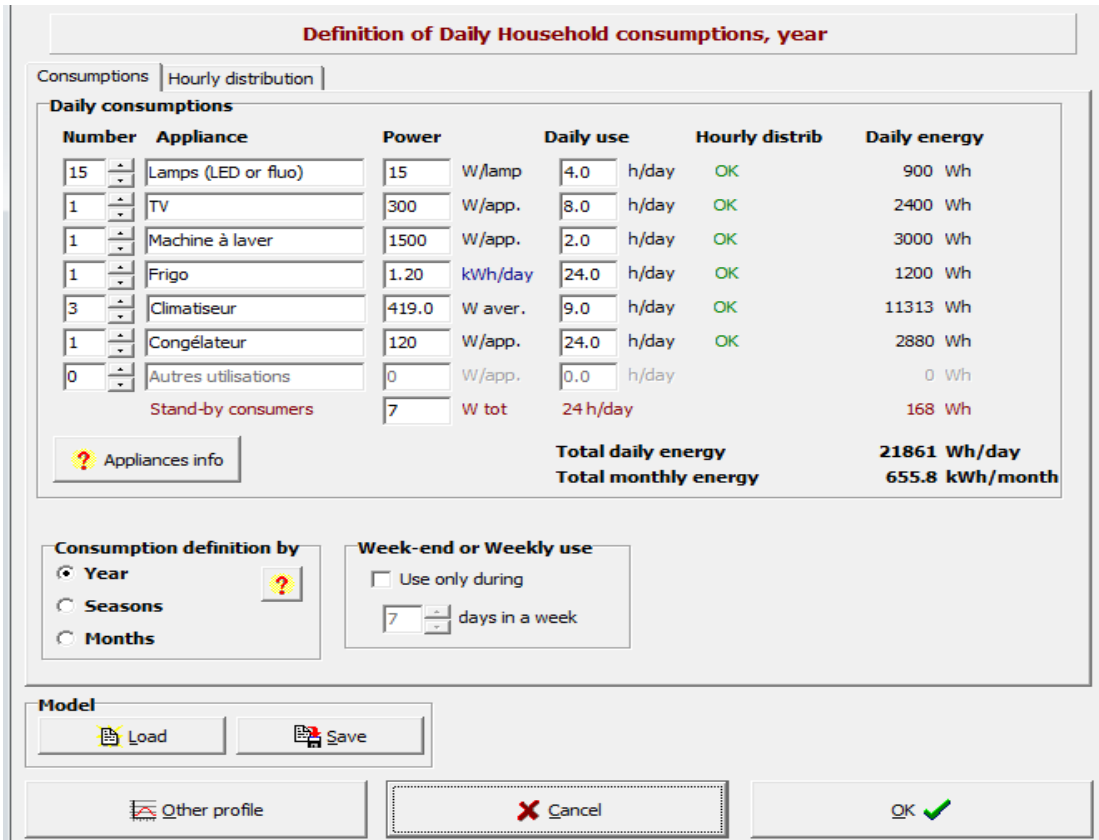 Definition of Daily Household consumptions, year
Consumptions Hourly distribution
Daily consumptions
Number Appliance Power Daily use Hourly distrib Daily energy
15 Lamps (LED or fluo) 15 W/lamp 4.0 h/day OK 900 Wh
1 TV 300 W/app. 8.0 h/day OK 2400 Wh
1 Machine à laver 1500 W/app. 2.0 h/day OK 3000 Wh
1 Frigo 1.20 kWh/day 24.0 h/day OK 1200 Wh
3 Climatiseur 419.0 W aver. 9.0 h/day OK 11313 Wh
1 Congélateur 120 W/app. 24.0 h/day OK 2880 Wh
0 Autres utilisations 0 W/app. 0.0 h/day 0 Wh
Stand-by consumers 7 W tot 24 h/day 168 Wh
? Appliances info
Total daily energy 21861 Wh/day
Total monthly energy 655.8 kWh/month
Consumption definition by
Year ?
Seasons
Months
Week-end or Weekly use
Use only during
7 days in a week
Model
Load Save
Other profile Cancel OK